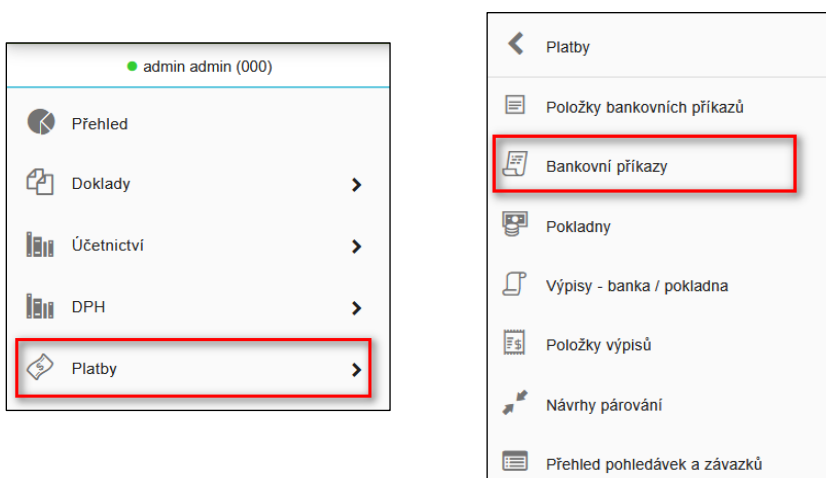 admin admin (000)
Přehled
Doklady
Účetnictví
DPH
Platby
Platby
Položky bankovních příkazů
Bankovní příkazy
Pokladny
Výpisy - banka / pokladna
Položky výpisů
Návrhy párování
Přehled pohledávek a závazků